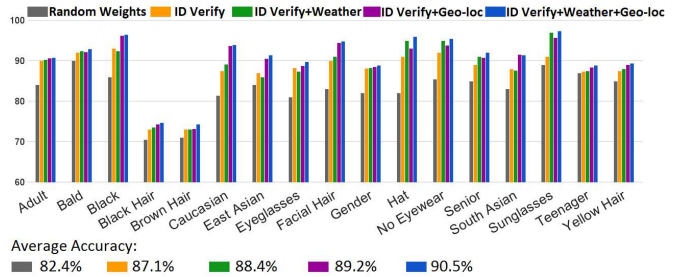 Random Weights ID Verify ID Verify+Weather ID Verify+Geo-loc ID Verify+Weather+Geo-loc
100
90
80
70
60
Adult Bald Black Black Hair Brown Hair Caucasian East Asian Eyeglasses Facial Hair Gender Hat No Eyewear Senior South Asian Sunglasses Teenager Yellow Hair
Average Accuracy:
82.4% 87.1% 88.4% 89.2% 90.5%